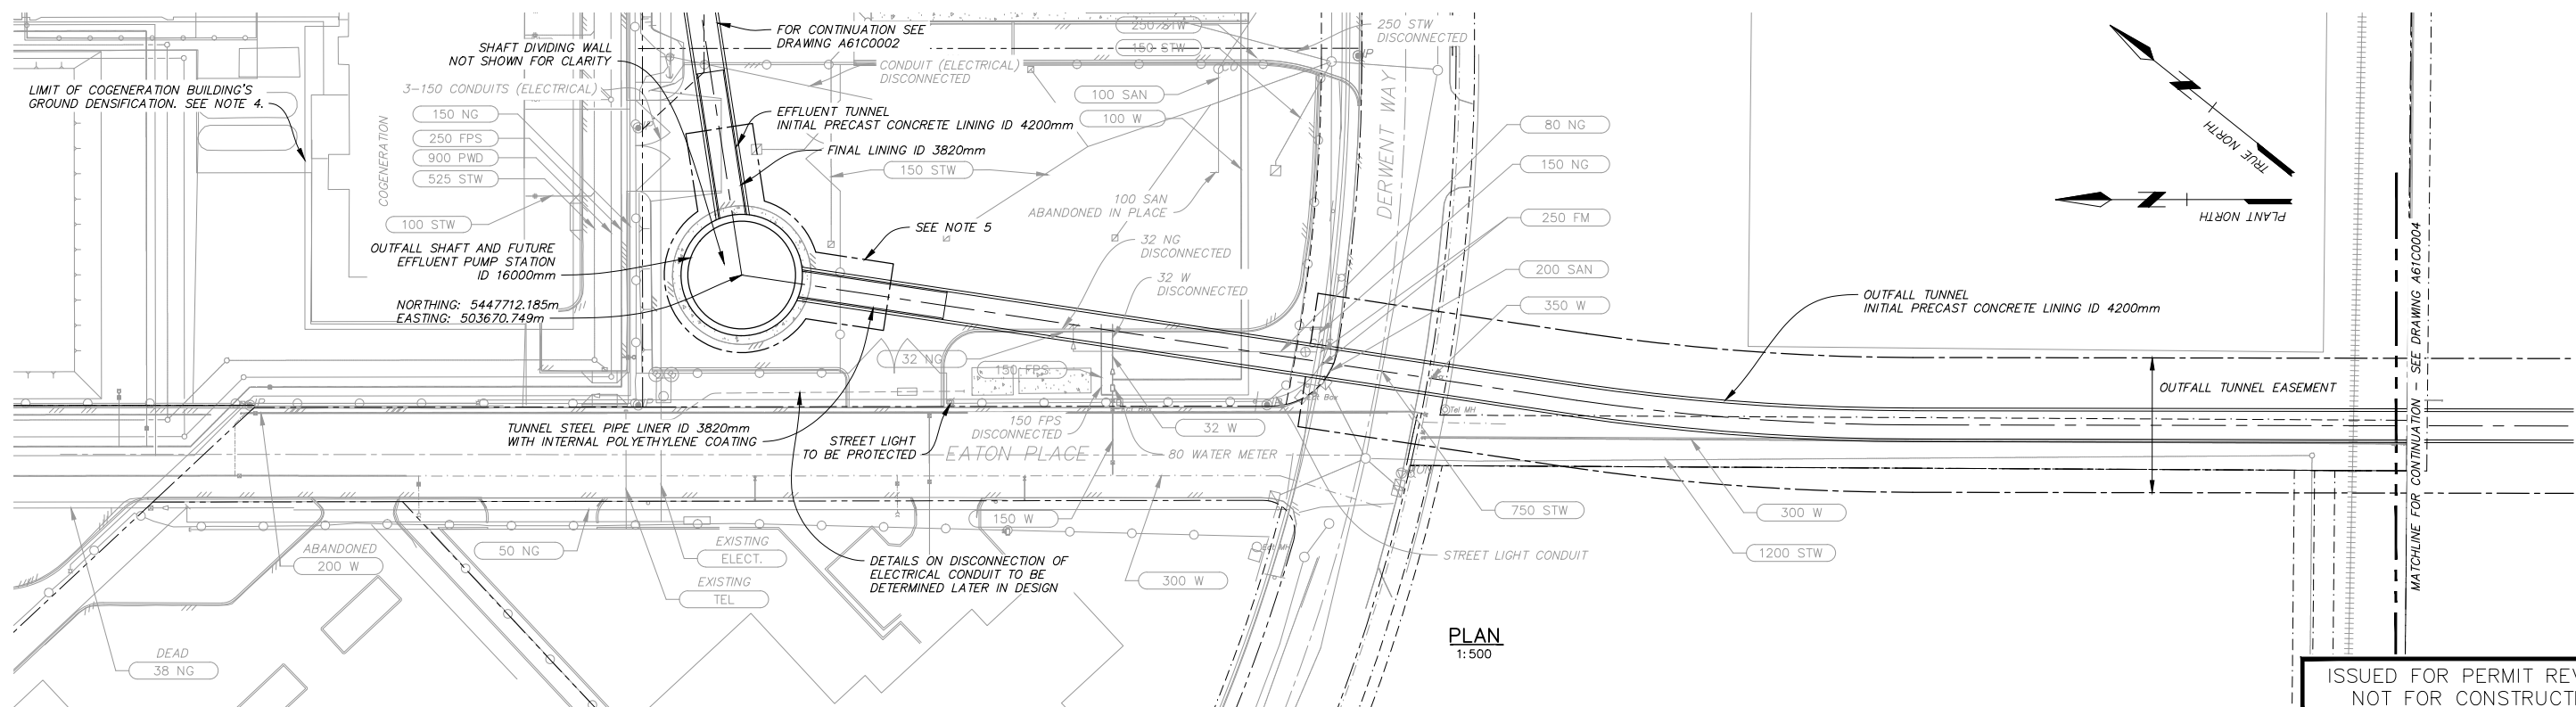 FOR CONTINUATION SEE
DRAWING A61C0002
SHAFT DIVIDING WALL
NOT SHOWN FOR CLARITY
LIMIT OF COGENERATION BUILDING'S
GROUND DENSIFICATION. SEE NOTE 4.
3-150 CONDUITS (ELECTRICAL)
CONDUIT (ELECTRICAL)
DISCONNECTED
250 STW
150 STW
250 STW
DISCONNECTED
COGENERATION
150 NG
250 FPS
900 PWD
525 STW
100 STW
EFFLUENT TUNNEL
INITIAL PRECAST CONCRETE LINING ID 4200mm
FINAL LINING ID 3820mm
150 STW
100 SAN
100 W
100 SAN
ABANDONED IN PLACE
SEE NOTE 5
32 NG
DISCONNECTED
32 W
DISCONNECTED
DERWENT WAY
80 NG
150 NG
250 FM
200 SAN
350 W
TRUE NORTH
PLANT NORTH
OUTFALL SHAFT AND FUTURE
EFFLUENT PUMP STATION
ID 16000mm
NORTHING: 5447712.185m
EASTING: 503670.749m
OUTFALL TUNNEL
INITIAL PRECAST CONCRETE LINING ID 4200mm
OUTFALL TUNNEL EASEMENT
MATCHLINE FOR CONTINUATION - SEE DRAWING A61C0004
32 NG
150 FPS
TUNNEL STEEL PIPE LINER ID 3820mm
WITH INTERNAL POLYETHYLENE COATING
STREET LIGHT
TO BE PROTECTED
150 FPS
DISCONNECTED
32 W
EATON PLACE
80 WATER METER
Tel MH
150 W
300 W
750 STW
300 W
1200 STW
STREET LIGHT CONDUIT
DETAILS ON DISCONNECTION OF
ELECTRICAL CONDUIT TO BE
DETERMINED LATER IN DESIGN
50 NG
EXISTING
ELECT.
EXISTING
TEL
ABANDONED
200 W
DEAD
38 NG
PLAN
1:500
ISSUED FOR PERMIT
NOT FOR